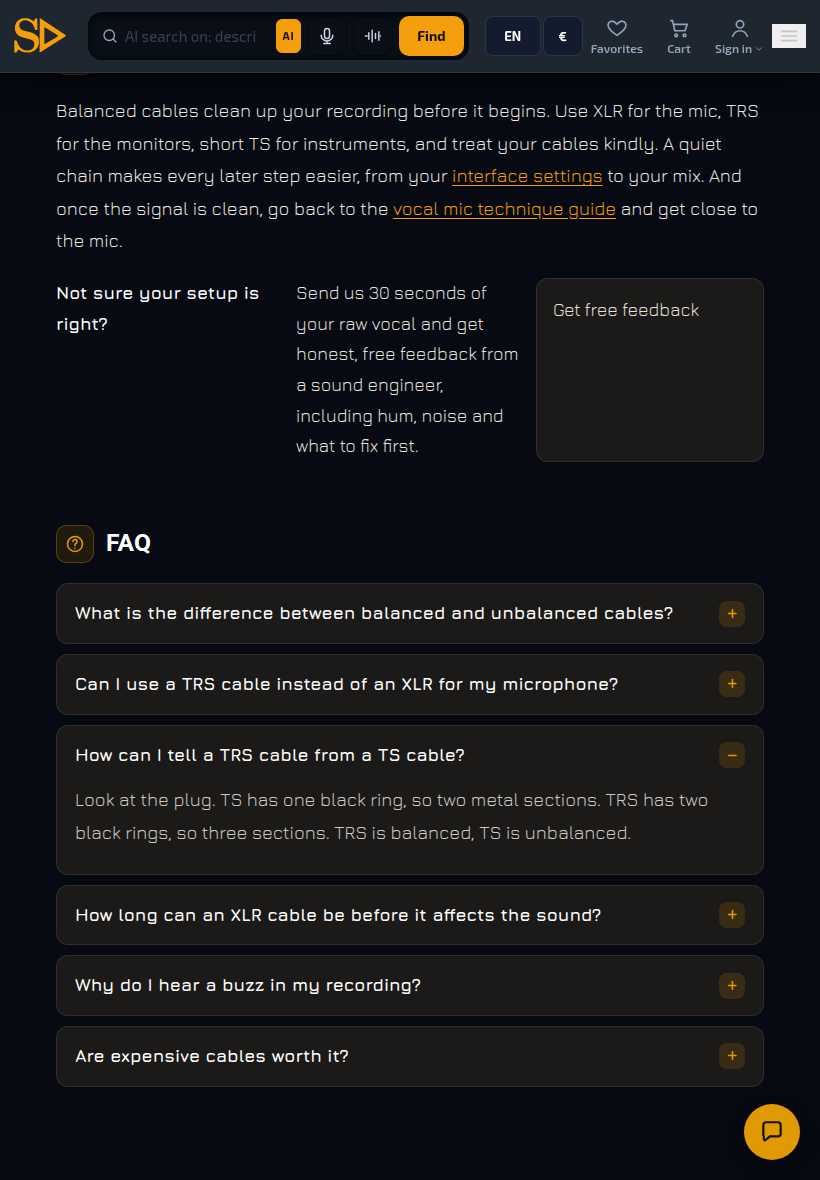 SD
AI search on: descri
AI
Find
EN
€
Favorites
Cart
Sign in
Balanced cables clean up your recording before it begins. Use XLR for the mic, TRS
for the monitors, short TS for instruments, and treat your cables kindly. A quiet
chain makes every later step easier, from your interface settings to your mix. And
once the signal is clean, go back to the vocal mic technique guide and get close to
the mic.
Not sure your setup is
right?
Send us 30 seconds of
your raw vocal and get
honest, free feedback from
a sound engineer,
including hum, noise and
what to fix first.
Get free feedback
FAQ
What is the difference between balanced and unbalanced cables?
Can I use a TRS cable instead of an XLR for my microphone?
How can I tell a TRS cable from a TS cable?
Look at the plug. TS has one black ring, so two metal sections. TRS has two
black rings, so three sections. TRS is balanced, TS is unbalanced.
How long can an XLR cable be before it affects the sound?
Why do I hear a buzz in my recording?
Are expensive cables worth it?